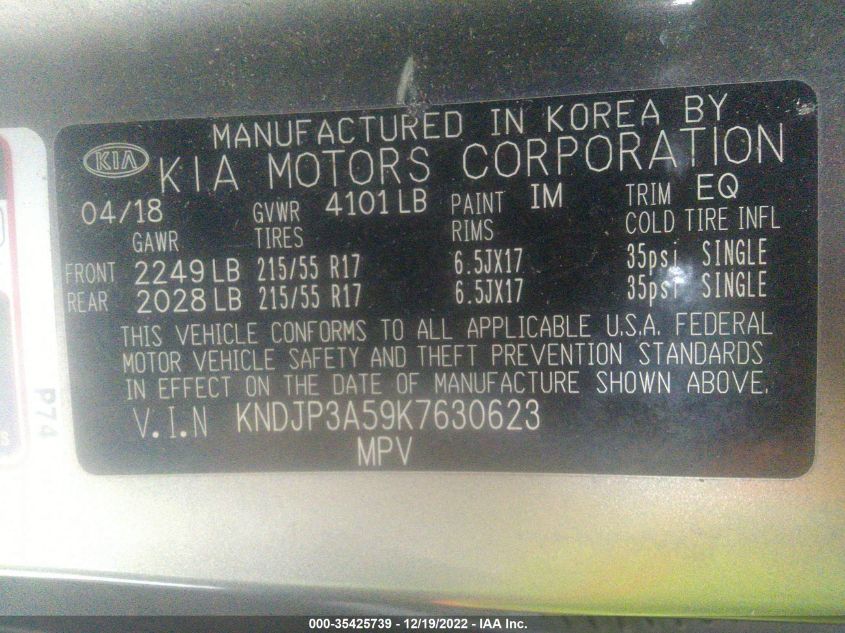 MANUFACTURED IN KOREA BY
KIA KIA MOTORS CORPORATION
04/18 GVWR 4101 LB PAINT IM TRIM EQ
GAWR TIRES RIMS COLD TIRE INFL
FRONT 2249 LB 215/55 R17 6.5JX17 35psi SINGLE
REAR 2028 LB 215/55 R17 6.5JX17 35psi SINGLE
THIS VEHICLE CONFORMS TO ALL APPLICABLE U.S.A. FEDERAL
MOTOR VEHICLE SAFETY AND THEFT PREVENTION STANDARDS
IN EFFECT ON THE DATE OF MANUFACTURE SHOWN ABOVE.
V.I.N KNDJP3A59K7630623
MPV
P74
000-35425739 - 12/19/2022 - IAA Inc.